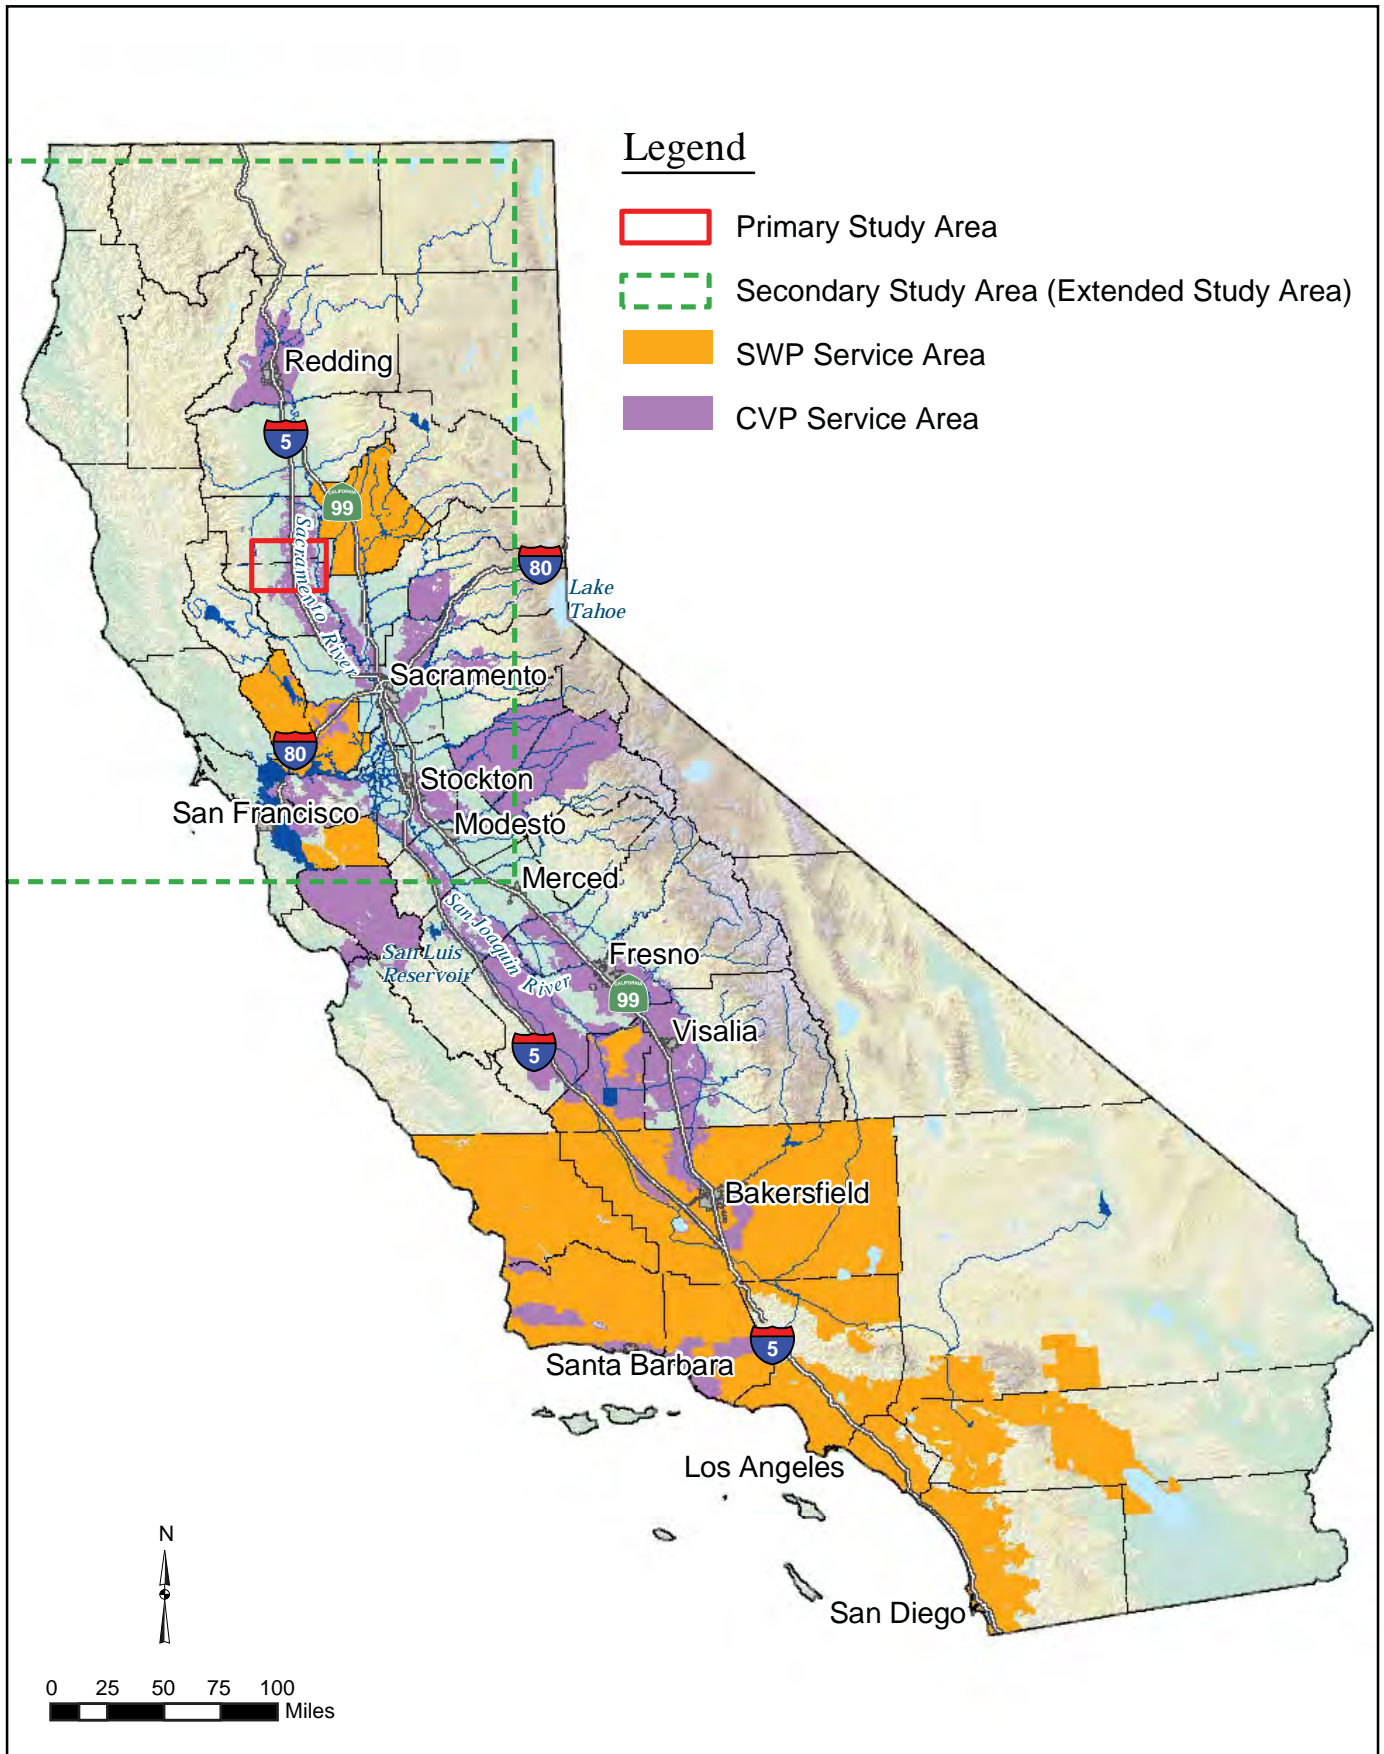 Legend
Primary Study Area
Secondary Study Area (Extended Study Area)
SWP Service Area
CVP Service Area
Redding
5
CALIFORNIA
99
Sacramento River
80
Lake
Tahoe
Sacramento
80
Stockton
San Francisco
Modesto
Merced
San Joaquin River
San Luis
Reservoir
Fresno
CALIFORNIA
99
Visalia
5
Bakersfield
5
Santa Barbara
Los Angeles
San Diego
N
0 25 50 75 100
Miles